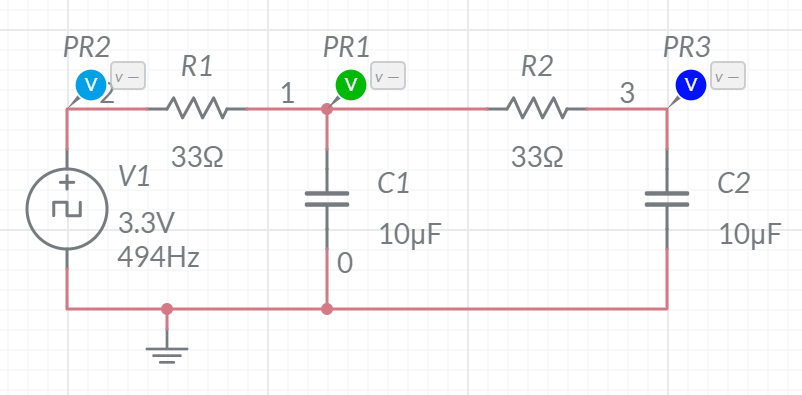 PR2
V
v —
2
R1
33Ω
1
PR1
V
v —
R2
33Ω
3
PR3
V
v —
V1
3.3V
494Hz
C1
10µF
0
C2
10µF